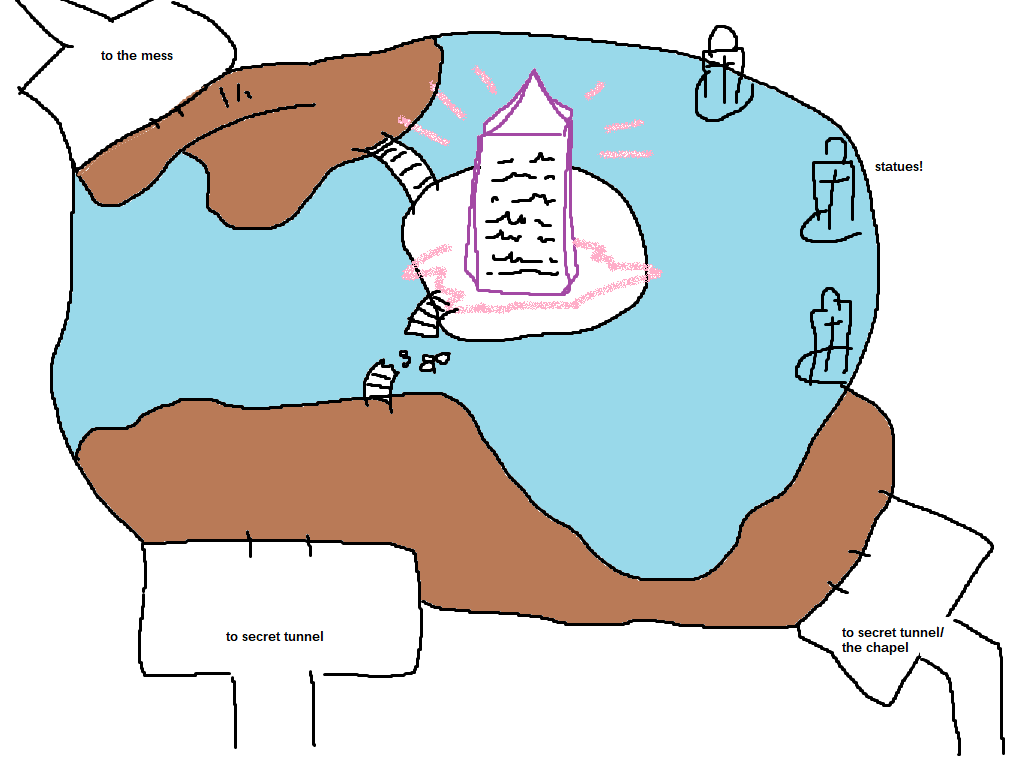 to the mess
statues!
to secret tunnel
to secret tunnel/
the chapel